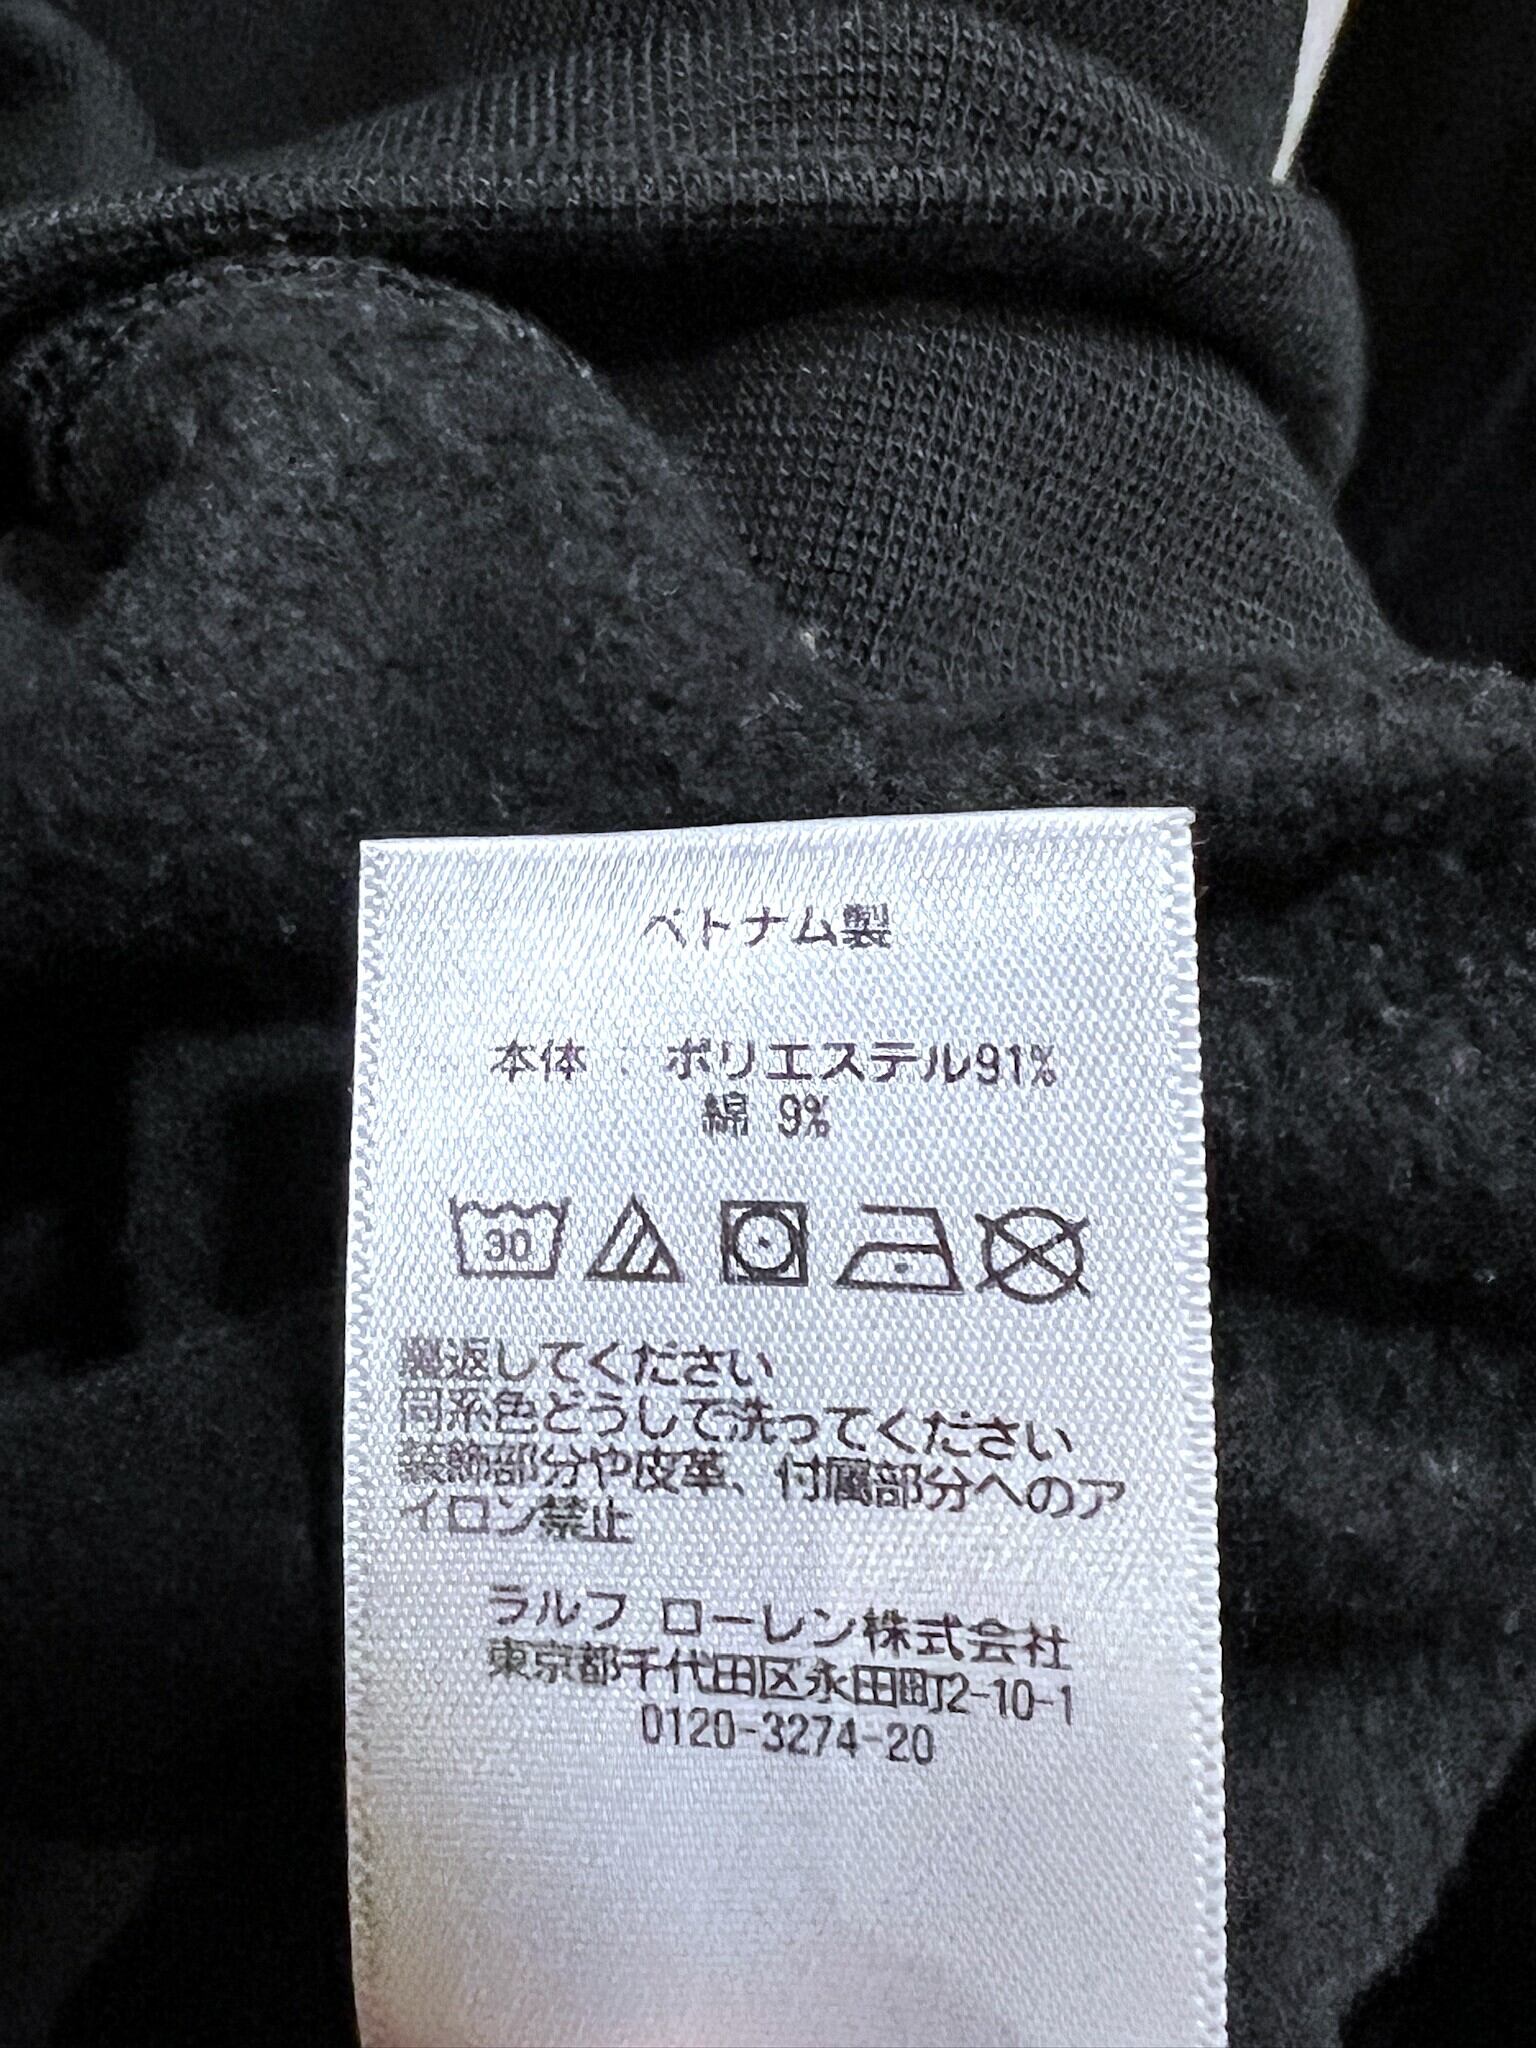 ベトナム製
本体 : ポリエステル91%
綿 9%
30
裏返してください
同系色どうしで洗ってください
装飾部分や皮革、付属部分へのア
イロン禁止
ラルフ ローレン株式会社
東京都千代田区永田町2-10-1
0120-3274-20